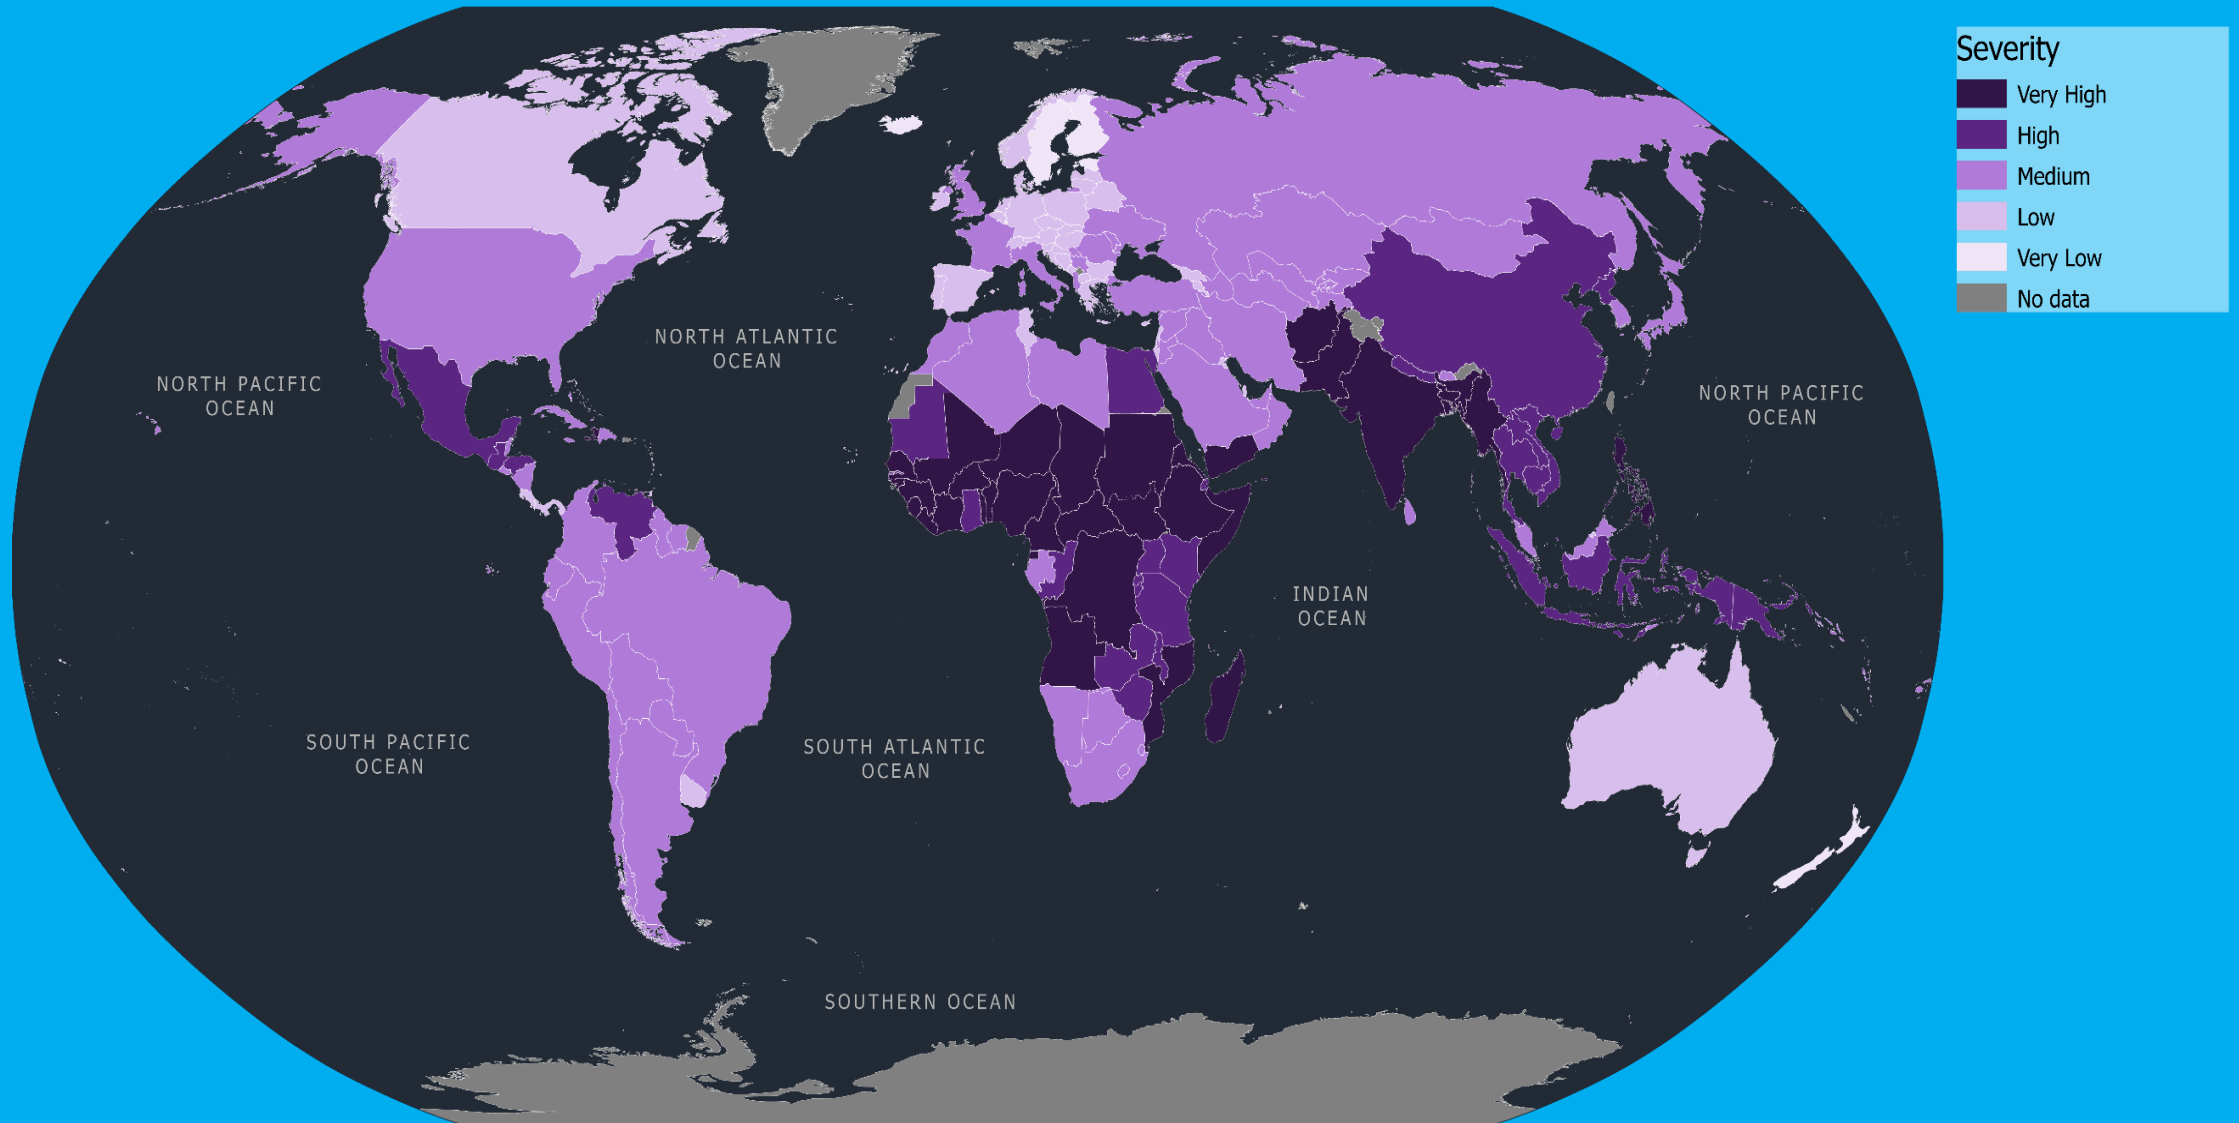 Severity
Very High
High
Medium
Low
Very Low
No data
NORTH ATLANTIC
OCEAN
NORTH PACIFIC
OCEAN
NORTH PACIFIC
OCEAN
INDIAN
OCEAN
SOUTH PACIFIC
OCEAN
SOUTH ATLANTIC
OCEAN
SOUTHERN OCEAN